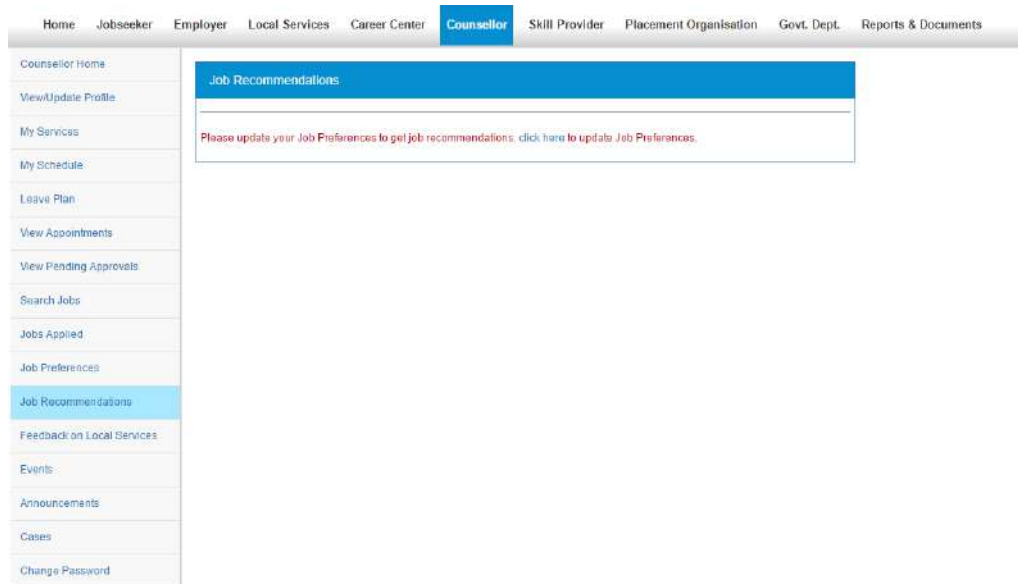 Home Jobseeker Employer Local Services Career Center Counsellor Skill Provider Placement Organisation Govt. Dept. Reports & Documents
Counsellor Home
View/Update Profile
My Services
My Schedule
Leave Plan
View Appointments
View Pending Approvals
Search Jobs
Jobs Applied
Job Preferences
Job Recommendations
Feedback on Local Services
Events
Announcements
Cases
Change Password
Job Recommendations
Please update your Job Preferences to get job recommendations. click here to update Job Preferences.